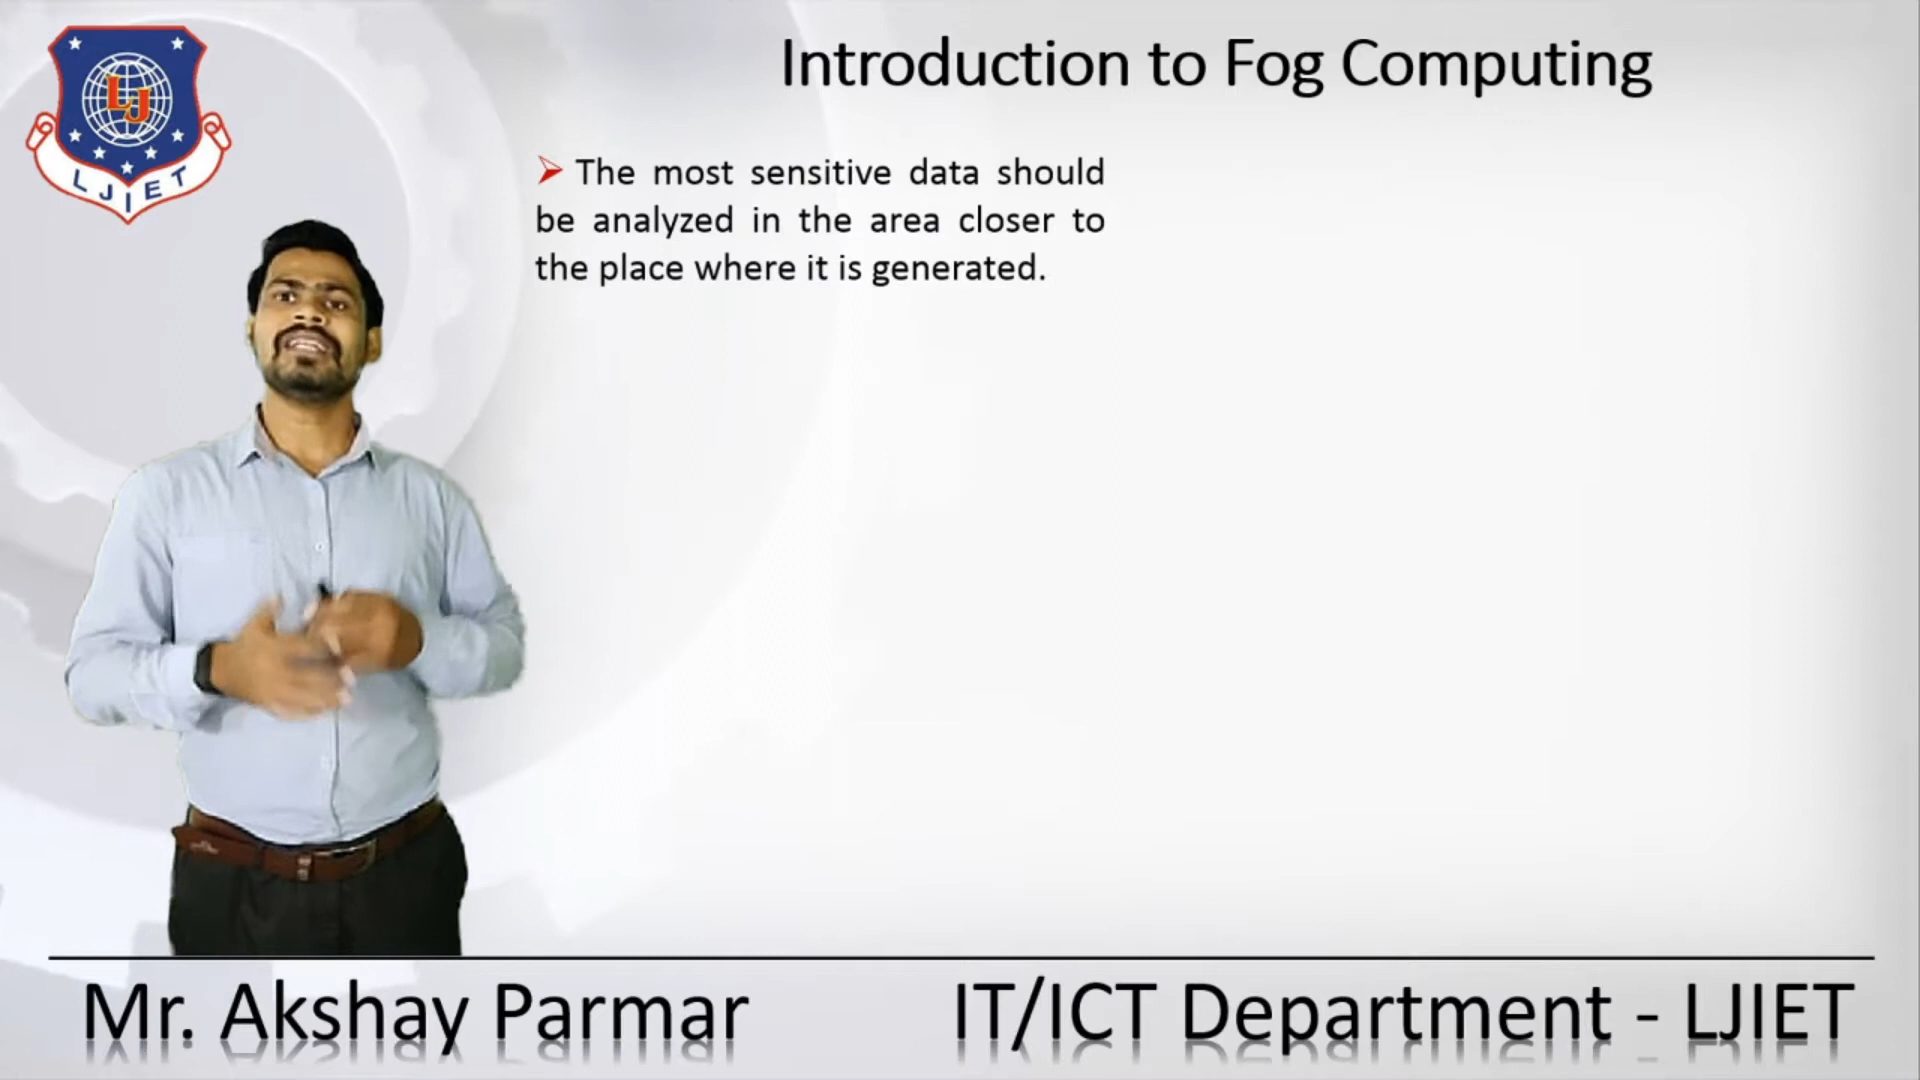 LJ
LJIET
Introduction to Fog Computing
The most sensitive data should
be analyzed in the area closer to
the place where it is generated.
Mr. Akshay Parmar
IT/ICT Department - LJIET